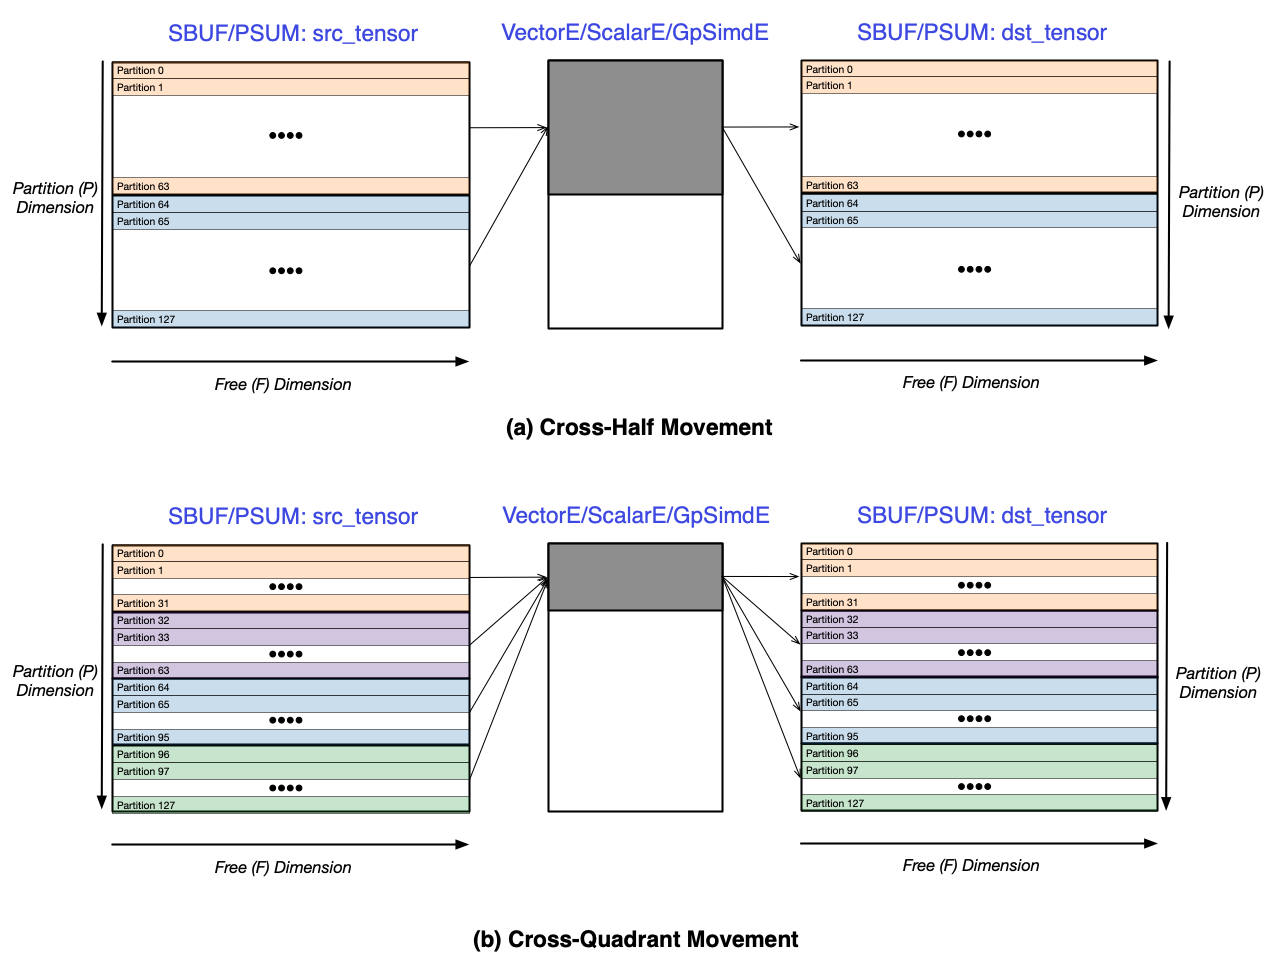 SBUF/PSUM: src_tensor
VectorE/ScalarE/GpSimdE
SBUF/PSUM: dst_tensor
Partition 0
Partition 1
••••
Partition 63
Partition 64
Partition 65
••••
Partition 127
Partition (P)
Dimension
Free (F) Dimension
Partition 0
Partition 1
••••
Partition 63
Partition 64
Partition 65
••••
Partition 127
Partition (P)
Dimension
Free (F) Dimension
(a) Cross-Half Movement
SBUF/PSUM: src_tensor
VectorE/ScalarE/GpSimdE
SBUF/PSUM: dst_tensor
Partition 0
Partition 1
••••
Partition 31
Partition 32
Partition 33
••••
Partition 63
Partition 64
Partition 65
••••
Partition 95
Partition 96
Partition 97
••••
Partition 127
Partition (P)
Dimension
Free (F) Dimension
Partition 0
Partition 1
••••
Partition 31
Partition 32
Partition 33
••••
Partition 63
Partition 64
Partition 65
••••
Partition 95
Partition 96
Partition 97
••••
Partition 127
Partition (P)
Dimension
Free (F) Dimension
(b) Cross-Quadrant Movement